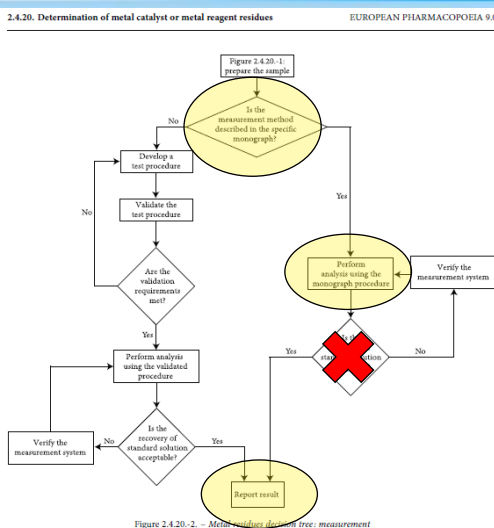 2.4.20. Determination of metal catalyst or metal reagent residues
EUROPEAN PHARMACOPOEIA 9.0
Figure 2.4.20.-1:
prepare the sample
Is the
measurement method
described in the specific
monograph?
No
Yes
Develop a
test procedure
Validate the
test procedure
No
Are the
validation
requirements
met?
Yes
Perform analysis
using the validated
procedure
Is the
recovery of
standard solution
acceptable?
No
Verify the
measurement system
Yes
Perform
analysis using the
monograph procedure
Verify the
measurement system
Yes
No
Report result
Figure 2.4.20.-2. – Metal residues decision tree: measurement